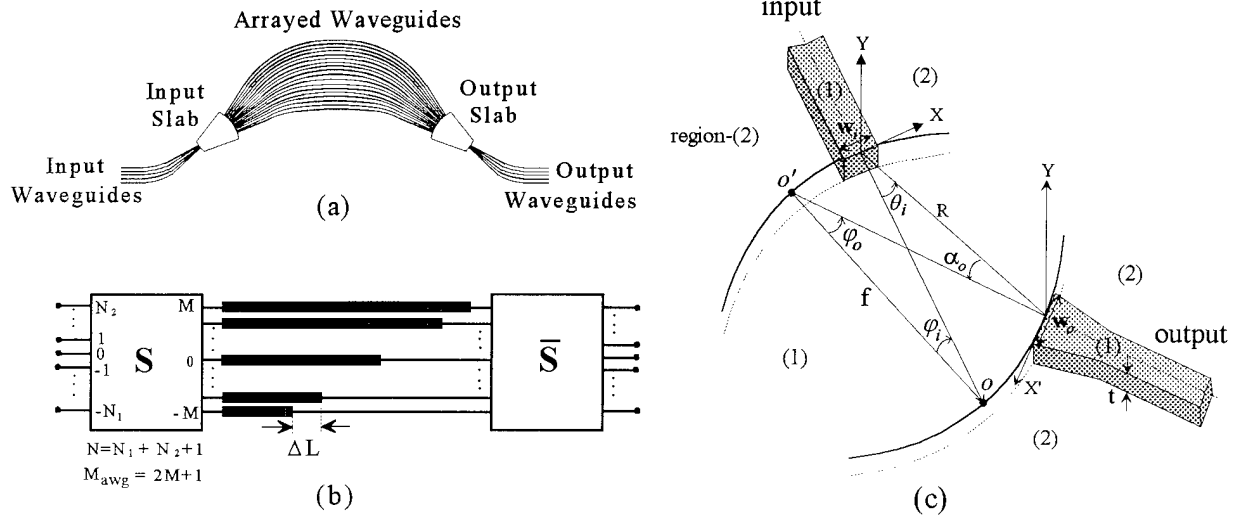 Arrayed Waveguides
Input
Slab
Output
Slab
Input
Waveguides
Output
Waveguides
(a)
N₂
1
0
-1
-N₁
S
M
0
-M
S̄
ΔL
N=N₁ + N₂+1
M_awg = 2M+1
(b)
input
Y
(2)
(1)
X
region-(2)
wᵢ
o'
θᵢ
R
φₒ
αₒ
Y
(2)
f
φᵢ
wₒ
output
(1)
(1)
o
X'
t
(2)
(c)